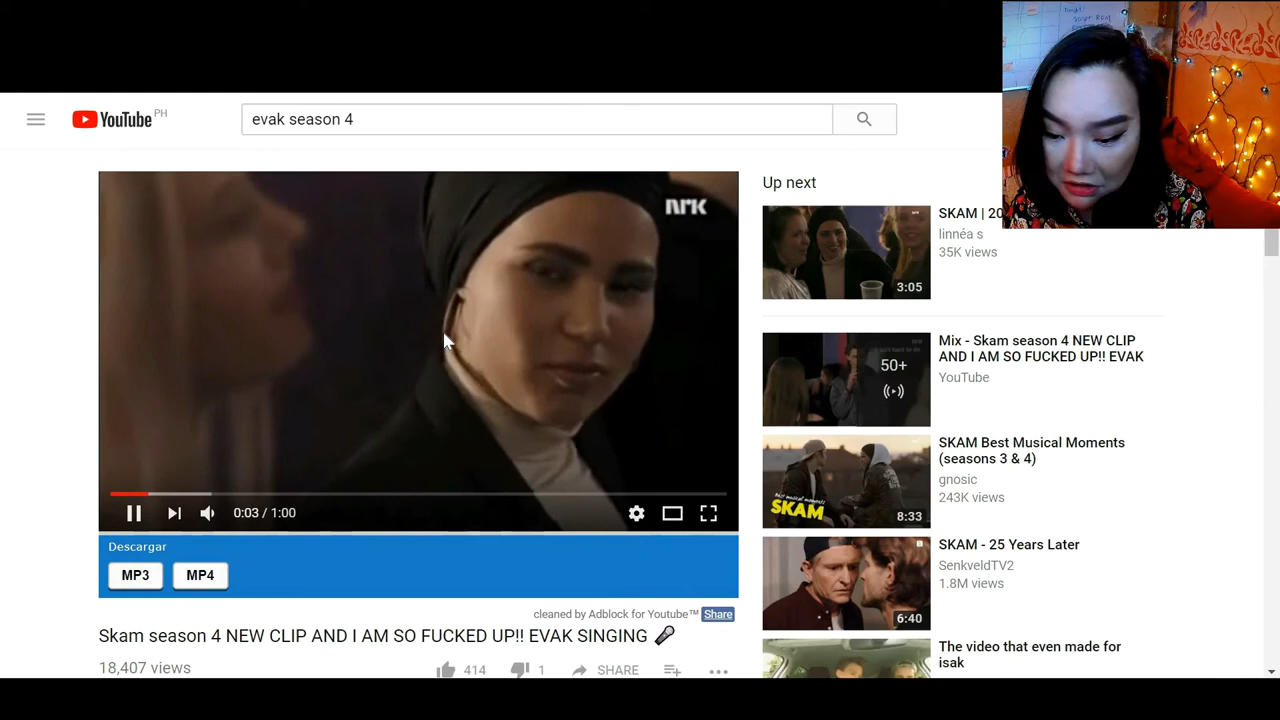 YouTube PH
evak season 4
nrk
0:03 / 1:00
Descargar
MP3 MP4
cleaned by Adblock for Youtube™ Share
Skam season 4 NEW CLIP AND I AM SO FUCKED UP!! EVAK SINGING 🎤
18,407 views
414 1 SHARE
Up next
SKAM | 20
linnéa s
35K views
3:05
Mix - Skam season 4 NEW CLIP
AND I AM SO FUCKED UP!! EVAK
YouTube
50+
SKAM Best Musical Moments
(seasons 3 & 4)
gnosic
243K views
SKAM
8:33
SKAM - 25 Years Later
SenkveldTV2
1.8M views
6:40
The video that even made for
isak